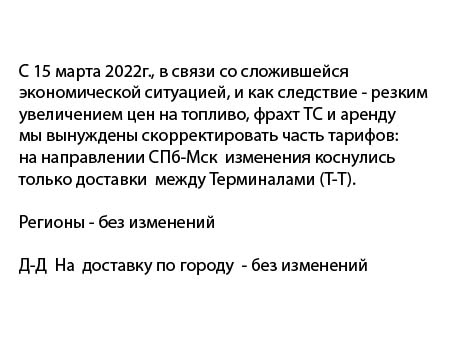 С 15 марта 2022г., в связи со сложившейся
экономической ситуацией, и как следствие - резким
увеличением цен на топливо, фрахт ТС и аренду
мы вынуждены скорректировать часть тарифов:
на направлении СПб-Мск  изменения коснулись
только доставки  между Терминалами (Т-Т).
Регионы - без изменений
Д-Д  На  доставку по городу  - без изменений